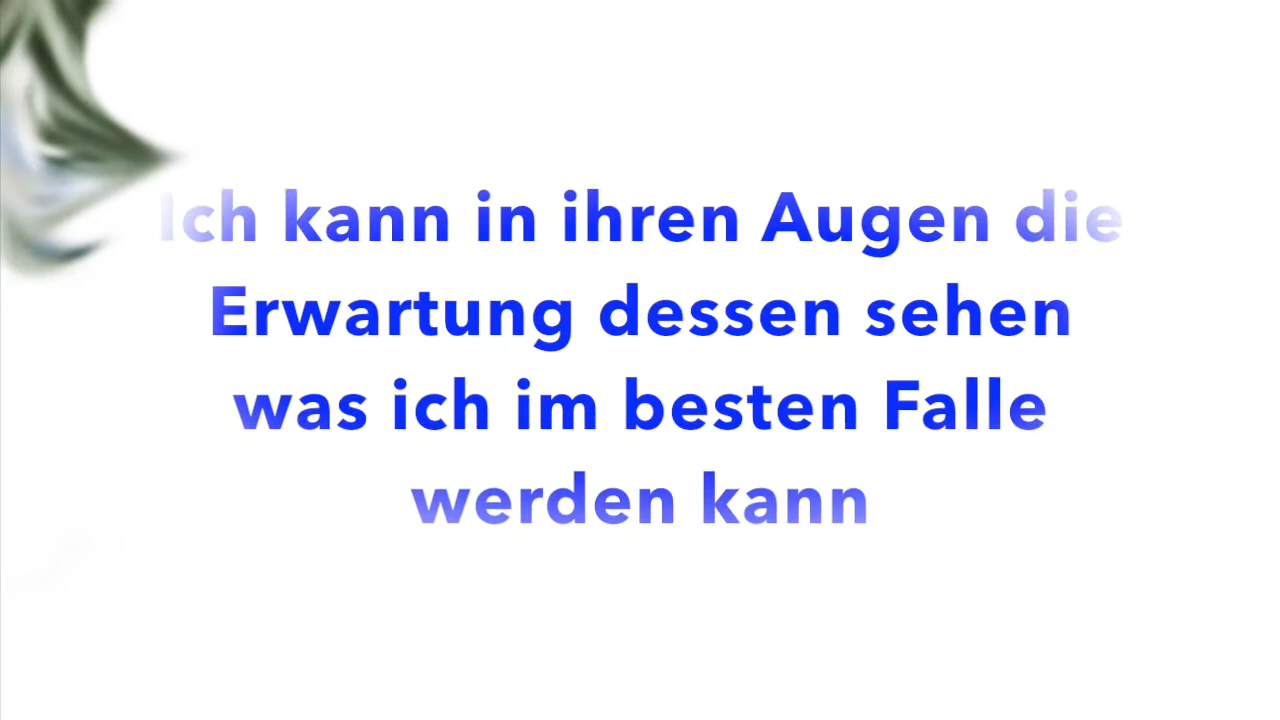 Ich kann in ihren Augen die
Erwartung dessen sehen
was ich im besten Falle
werden kann